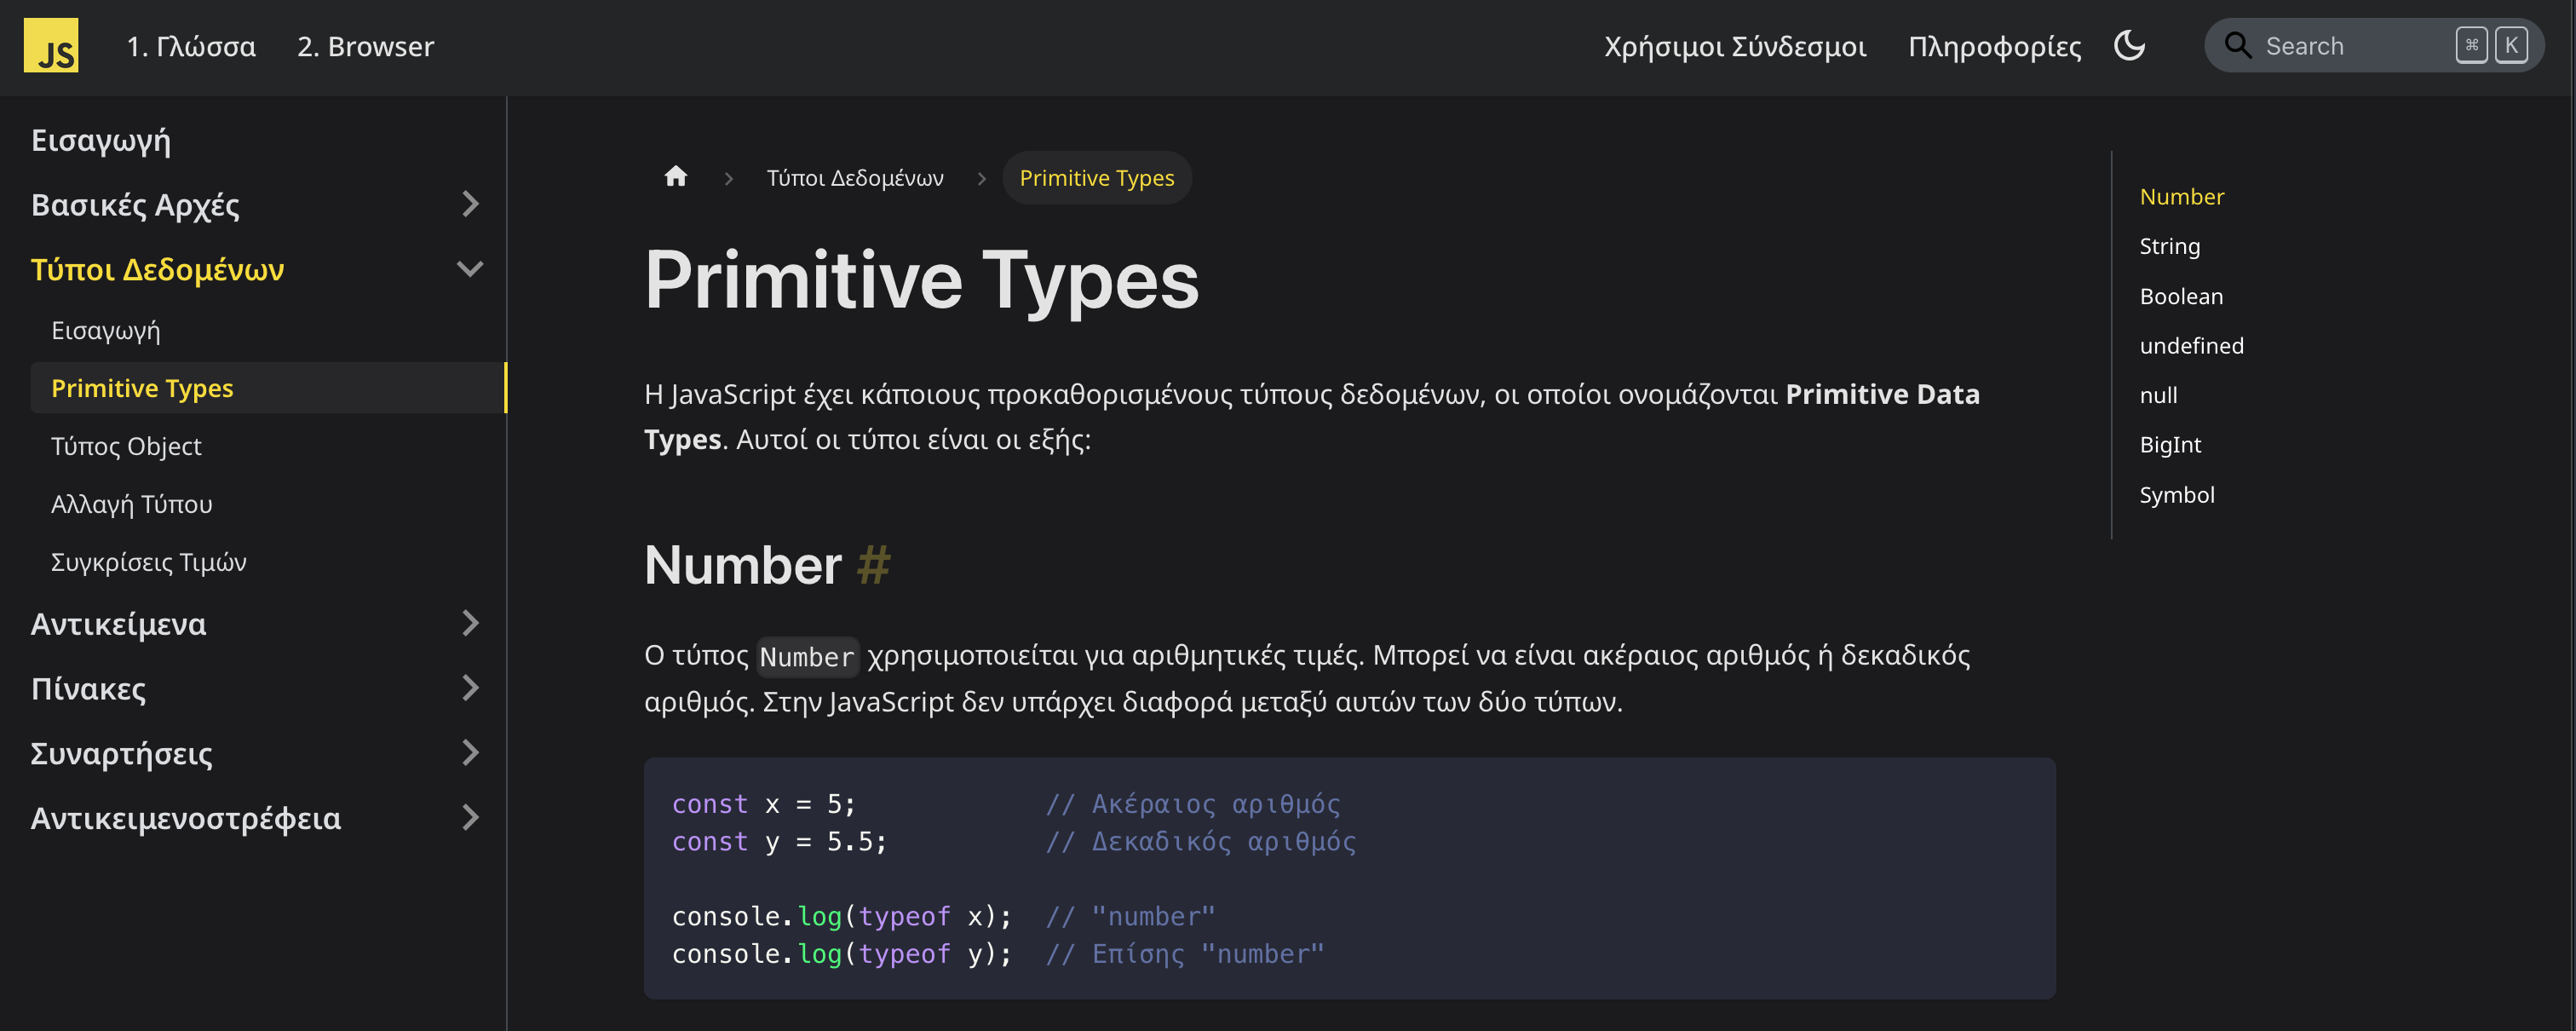 JS
1. Γλώσσα
2. Browser
Χρήσιμοι Σύνδεσμοι
Πληροφορίες
Search
⌘ K
Εισαγωγή
Βασικές Αρχές
Τύποι Δεδομένων
Εισαγωγή
Primitive Types
Τύπος Object
Αλλαγή Τύπου
Συγκρίσεις Τιμών
Αντικείμενα
Πίνακες
Συναρτήσεις
Αντικειμενοστρέφεια
Τύποι Δεδομένων
Primitive Types
Primitive Types
Η JavaScript έχει κάποιους προκαθορισμένους τύπους δεδομένων, οι οποίοι ονομάζονται Primitive Data
Types. Αυτοί οι τύποι είναι οι εξής:
Number #
Ο τύπος Number χρησιμοποιείται για αριθμητικές τιμές. Μπορεί να είναι ακέραιος αριθμός ή δεκαδικός
αριθμός. Στην JavaScript δεν υπάρχει διαφορά μεταξύ αυτών των δύο τύπων.
const x = 5;            // Ακέραιος αριθμός
const y = 5.5;          // Δεκαδικός αριθμός
console.log(typeof x);  // "number"
console.log(typeof y);  // Επίσης "number"
Number
String
Boolean
undefined
null
BigInt
Symbol